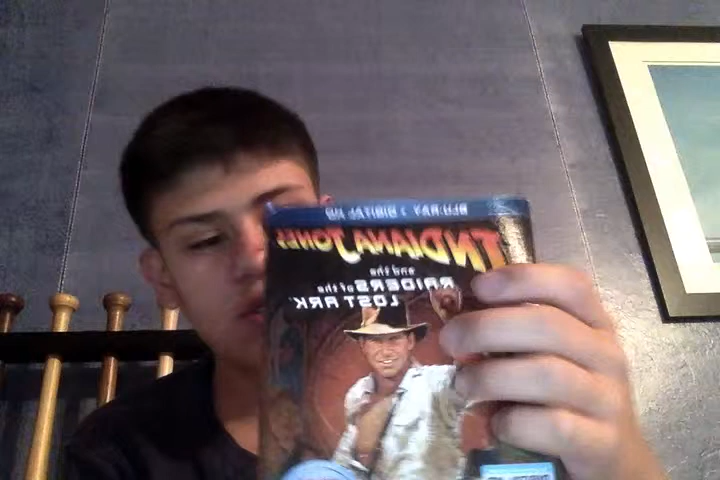 BLU-RAY + DIGITAL HD
INDIANA JONES
and the
RAIDERS of the
LOST ARK